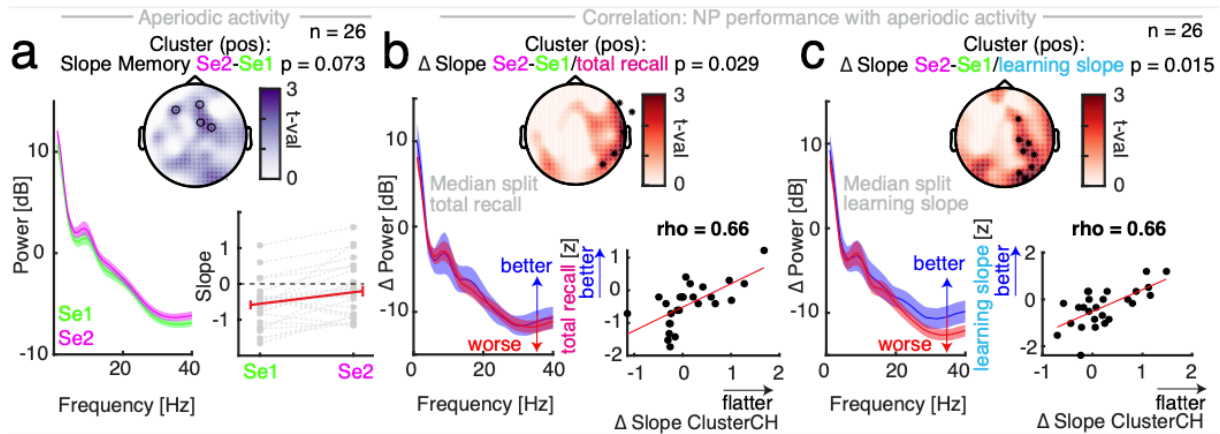 Aperiodic activity
Correlation: NP performance with aperiodic activity
a
n = 26
Cluster (pos):
Slope Memory Se2-Se1 p = 0.073
3
t-val
0
10
0
-10
Power [dB]
Se1
Se2
0
20
40
Frequency [Hz]
1
0
-1
Slope
Se1
Se2
b
Cluster (pos):
Δ Slope Se2-Se1/total recall p = 0.029
3
t-val
0
10
0
-10
Δ Power [dB]
Median split
total recall
better
worse
0
20
40
Frequency [Hz]
rho = 0.66
total recall [z]
better
1
0
-1
-2
-1
0
1
2
flatter
Δ Slope ClusterCH
c
n = 26
Cluster (pos):
Δ Slope Se2-Se1/learning slope p = 0.015
3
t-val
0
10
0
-10
Δ Power [dB]
Median split
learning slope
better
worse
0
20
40
Frequency [Hz]
rho = 0.66
learning slope [z]
better
2
0
-2
-1
0
1
2
flatter
Δ Slope ClusterCH